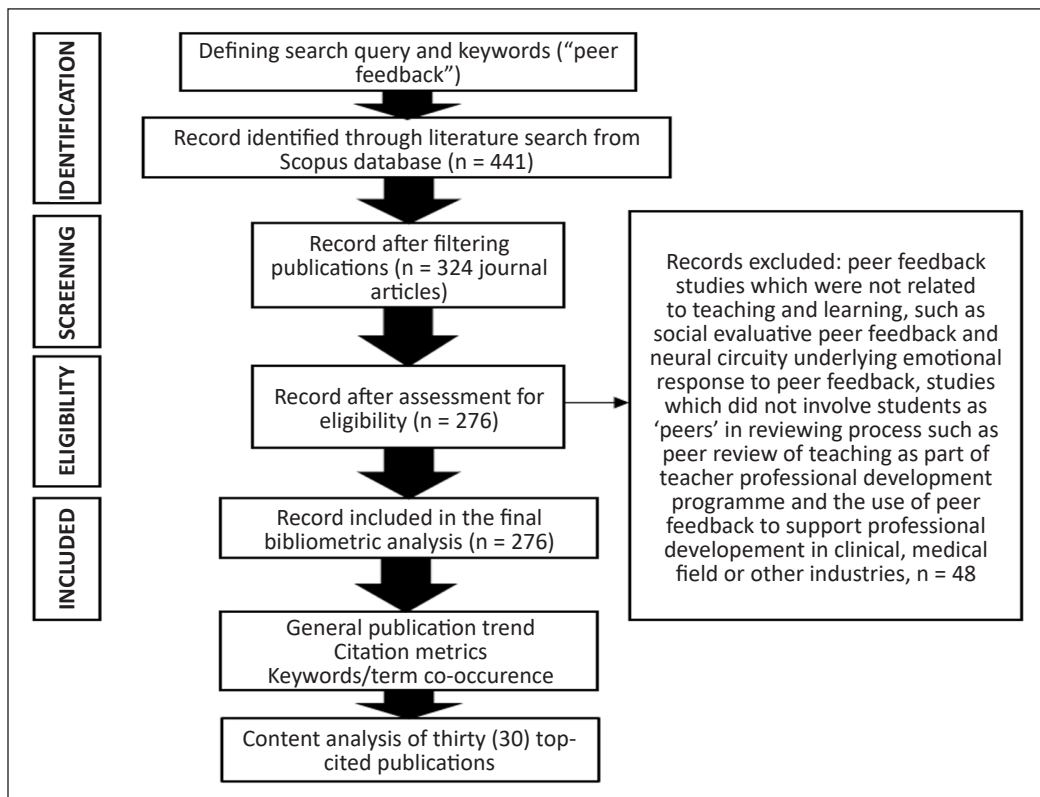 IDENTIFICATION
Defining search query and keywords (“peer
feedback”)
Record identified through literature search from
Scopus database (n = 441)
SCREENING
Record after filtering
publications (n = 324 journal
articles)
ELIGIBILITY
Record after assessment for
eligibility (n = 276)
Records excluded: peer feedback
studies which were not related
to teaching and learning, such as
social evaluative peer feedback and
neural circuity underlying emotional
response to peer feedback, studies
which did not involve students as
‘peers’ in reviewing process such as
peer review of teaching as part of
teacher professional development
programme and the use of peer
feedback to support professional
developement in clinical, medical
field or other industries, n = 48
INCLUDED
Record included in the final
bibliometric analysis (n = 276)
General publication trend
Citation metrics
Keywords/term co-occurence
Content analysis of thirty (30) top-
cited publications